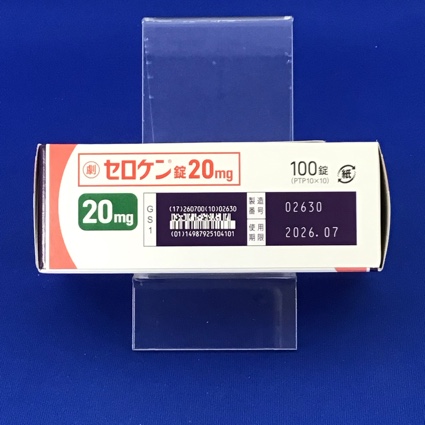 劇 セロケン®錠20mg
100錠
(PTP10×10)
紙
20mg
GS1
(17)260700(10)02630
(01)14987925104101
製造番号 02630
使用期限 2026.07